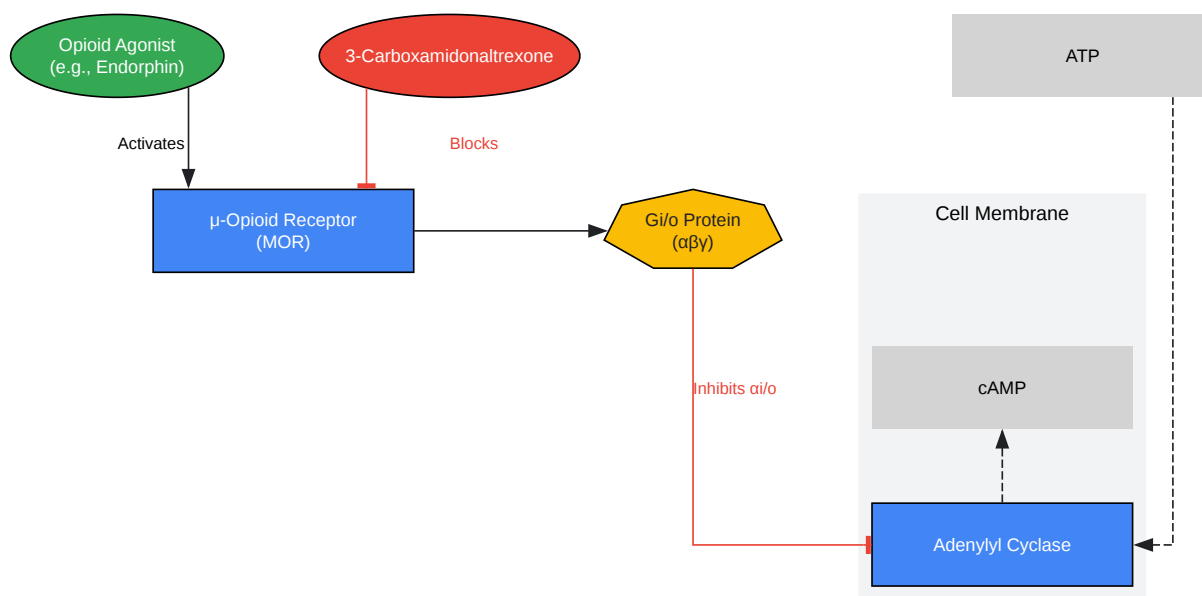 Opioid Agonist
(e.g., Endorphin)
3-Carboxamidonaltrexone
ATP
Activates
Blocks
μ-Opioid Receptor
(MOR)
Gi/o Protein
(αβγ)
Cell Membrane
cAMP
Inhibits αi/o
Adenylyl Cyclase